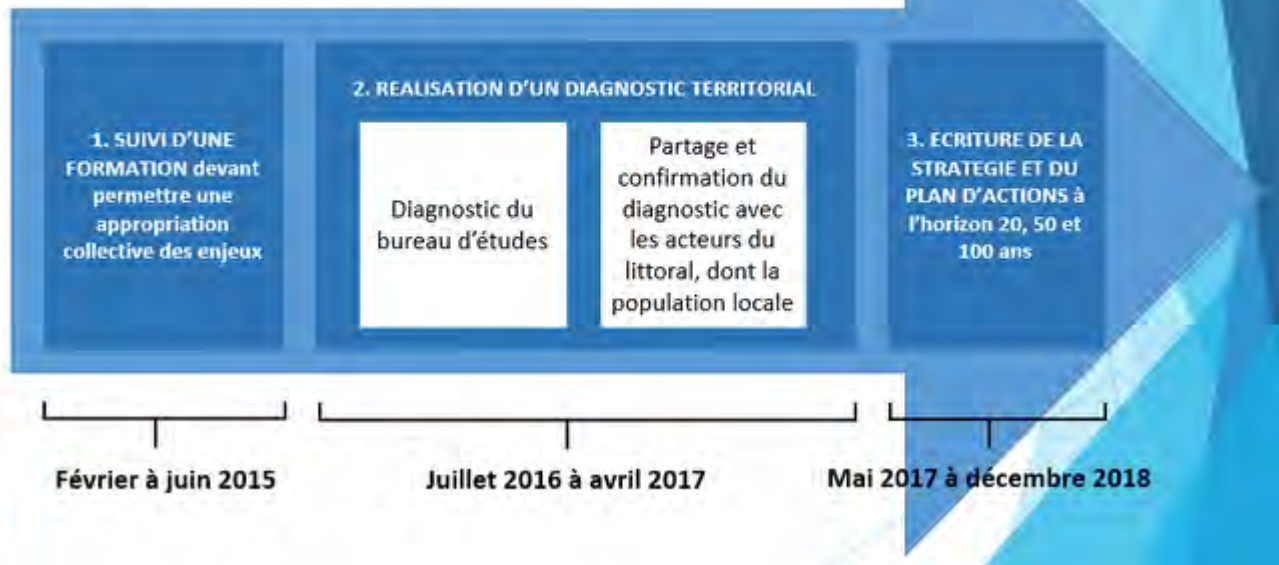 1. SUIVI D'UNE
FORMATION devant
permettre une
appropriation
collective des enjeux
2. REALISATION D'UN DIAGNOSTIC TERRITORIAL
Diagnostic du
bureau d'études
Partage et
confirmation du
diagnostic avec
les acteurs du
littoral, dont la
population locale
3. ECRITURE DE LA
STRATEGIE ET DU
PLAN D'ACTIONS à
l'horizon 20, 50 et
100 ans
Février à juin 2015
Juillet 2016 à avril 2017
Mai 2017 à décembre 2018